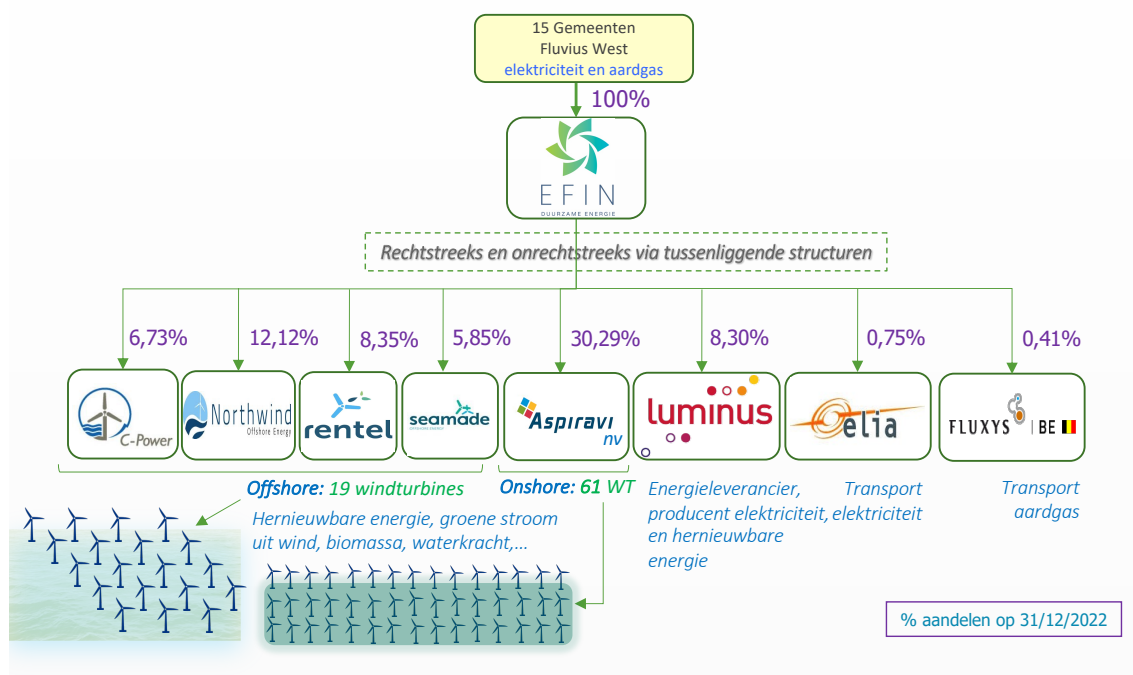 15 Gemeenten
Fluvius West
elektriciteit en aardgas
100%
EFIN
DUURZAME ENERGIE
Rechtstreeks en onrechtstreeks via tussenliggende structuren
6,73%
12,12%
8,35%
5,85%
30,29%
8,30%
0,75%
0,41%
C-Power
Northwind
Offshore Energy
rentel
seamade
OFFSHORE ENERGY
Aspiravi
nv
luminus
elia
FLUXYS | BE
Offshore: 19 windturbines
Onshore: 61 WT
Hernieuwbare energie, groene stroom
uit wind, biomassa, waterkracht,...
Energieleverancier,
producent elektriciteit,
en hernieuwbare
energie
Transport
elektriciteit
Transport
aardgas
% aandelen op 31/12/2022